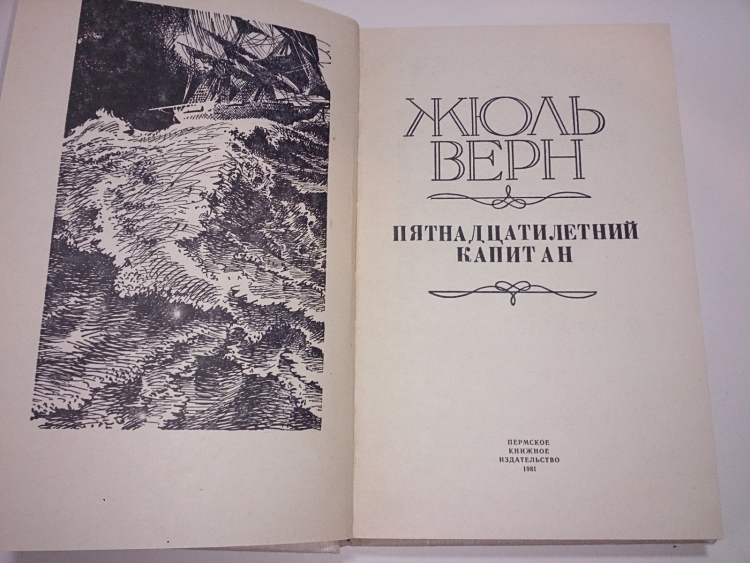 ЖЮЛЬ
ВЕРН
ПЯТНАДЦАТИЛЕТНИЙ
КАПИТАН
ПЕРМСКОЕ
КНИЖНОЕ
ИЗДАТЕЛЬСТВО
1981